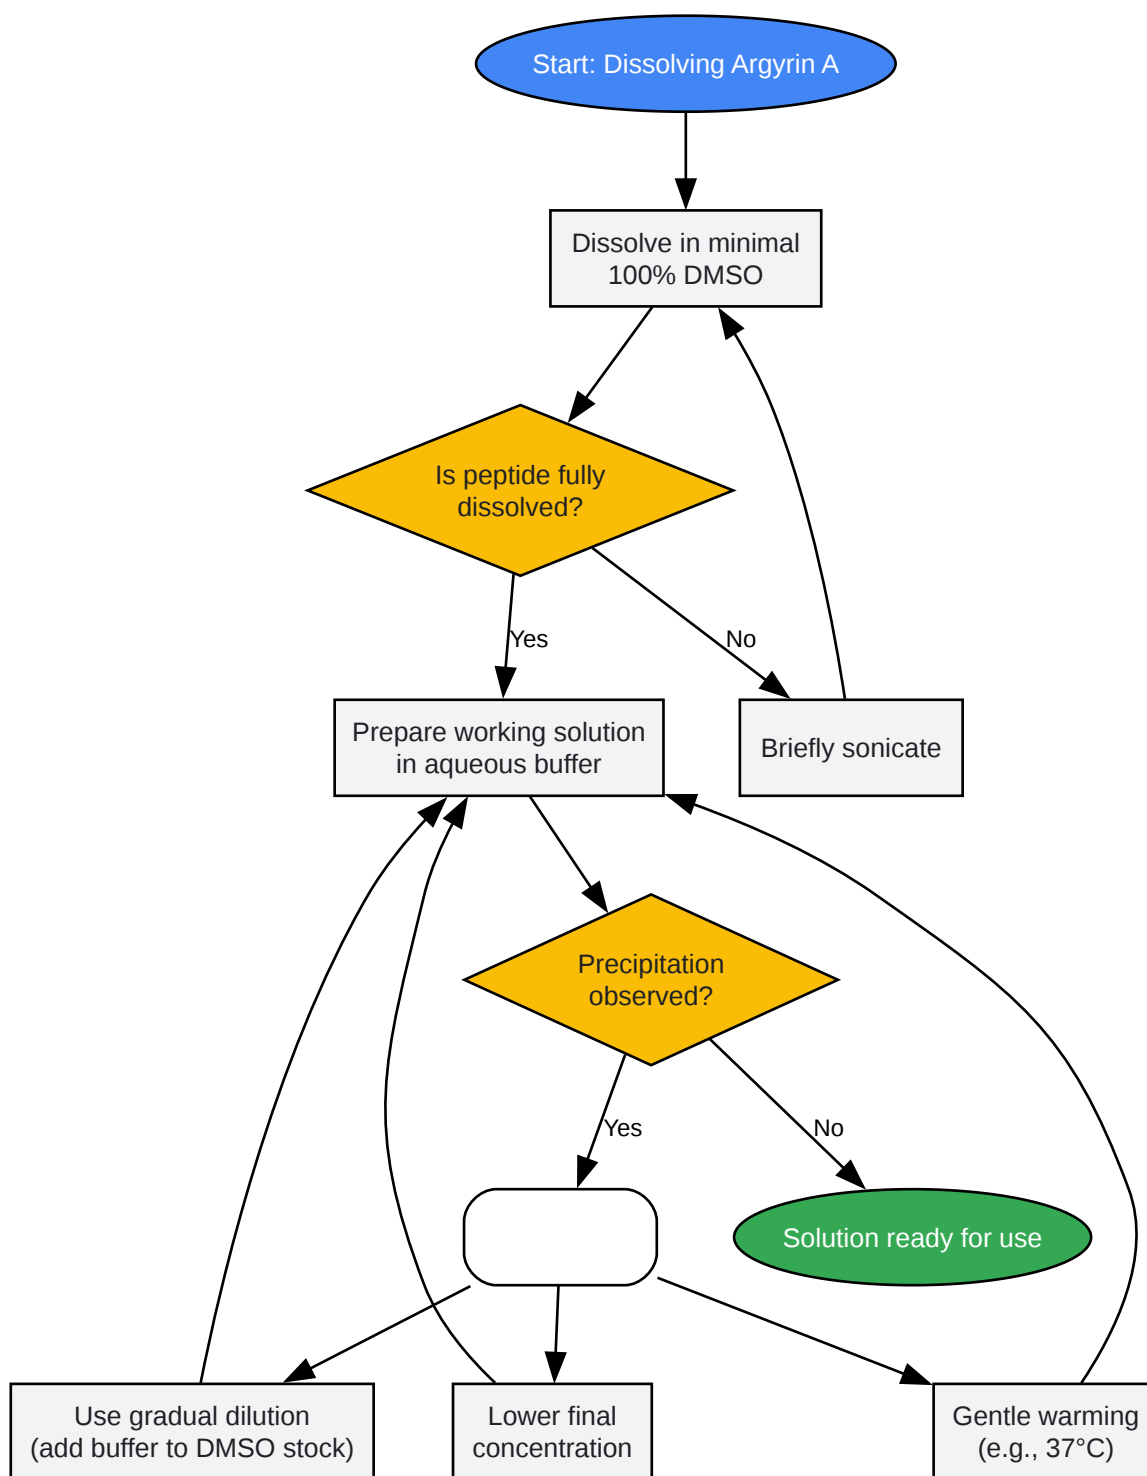 Start: Dissolving Argyrin A
Dissolve in minimal
100% DMSO
Is peptide fully
dissolved?
Yes
No
Prepare working solution
in aqueous buffer
Briefly sonicate
Precipitation
observed?
Yes
No
Solution ready for use
Use gradual dilution
(add buffer to DMSO stock)
Lower final
concentration
Gentle warming
(e.g., 37°C)